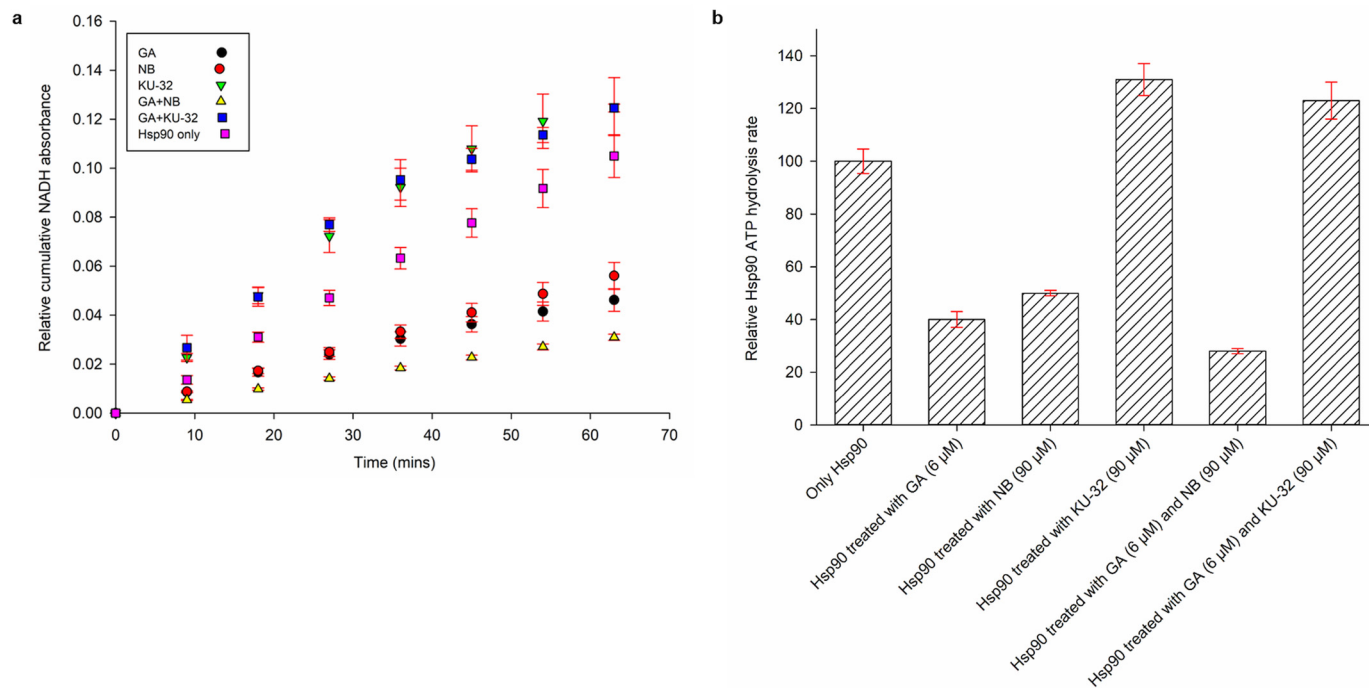 a
Relative cumulative NADH absorbance
0.16
0.14
0.12
0.10
0.08
0.06
0.04
0.02
0.00
GA
NB
KU-32
GA+NB
GA+KU-32
Hsp90 only
0
10
20
30
40
50
60
70
Time (mins)
b
Relative Hsp90 ATP hydrolysis rate
140
120
100
80
60
40
20
0
Only Hsp90
Hsp90 treated with GA (6 µM)
Hsp90 treated with NB (90 µM)
Hsp90 treated with KU-32 (90 µM)
Hsp90 treated with GA (6 µM) and NB (90 µM)
Hsp90 treated with GA (6 µM) and KU-32 (90 µM)